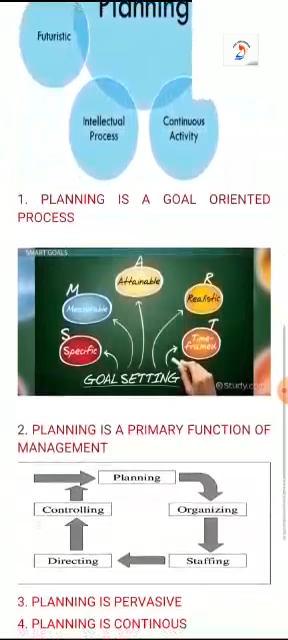 Planning
Futuristic
Intellectual
Process
Continuous
Activity
1. PLANNING IS A GOAL ORIENTED
PROCESS
SMART GOALS
A
Attainable
M
Measurable
R
Realistic
S
Specific
T
Time-
framed
GOAL SETTING
Study.com
2. PLANNING IS A PRIMARY FUNCTION OF
MANAGEMENT
Planning
Controlling
Organizing
Directing
Staffing
3. PLANNING IS PERVASIVE
4. PLANNING IS CONTINOUS